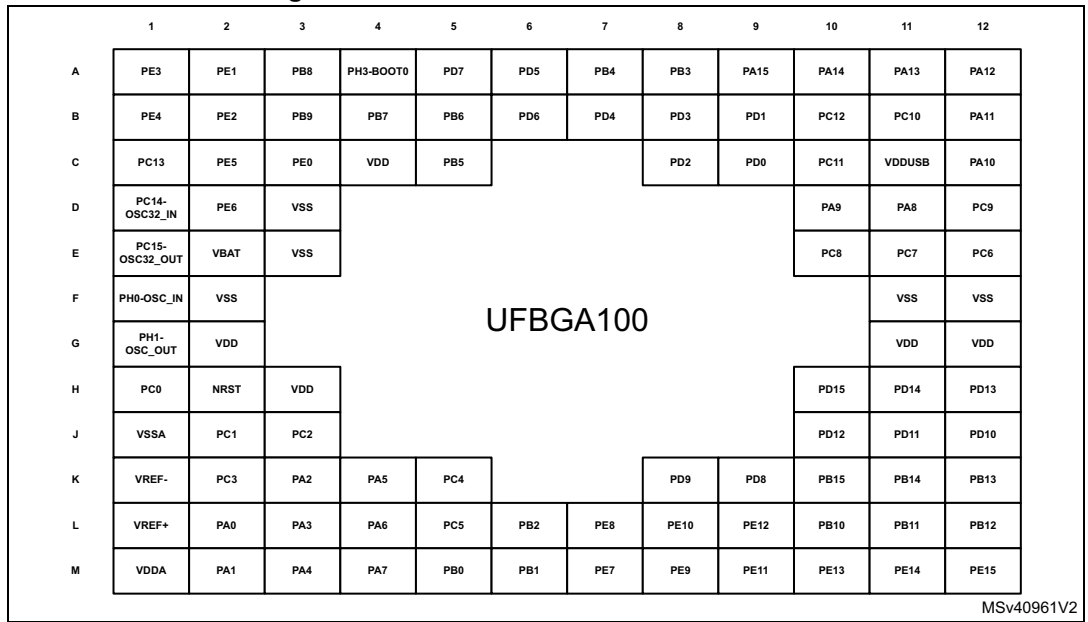 1 2 3 4 5 6 7 8 9 10 11 12
A PE3 PE1 PB8 PH3-BOOT0 PD7 PD5 PB4 PB3 PA15 PA14 PA13 PA12
B PE4 PE2 PB9 PB7 PB6 PD6 PD4 PD3 PD1 PC12 PC10 PA11
C PC13 PE5 PE0 VDD PB5 PD2 PD0 PC11 VDDUSB PA10
D PC14-
OSC32_IN PE6 VSS PA9 PA8 PC9
E PC15-
OSC32_OUT VBAT VSS PC8 PC7 PC6
F PH0-OSC_IN VSS VSS VSS
UFBGA100
G PH1-
OSC_OUT VDD VDD VDD
H PC0 NRST VDD PD15 PD14 PD13
J VSSA PC1 PC2 PD12 PD11 PD10
K VREF- PC3 PA2 PA5 PC4 PD9 PD8 PB15 PB14 PB13
L VREF+ PA0 PA3 PA6 PC5 PB2 PE8 PE10 PE12 PB10 PB11 PB12
M VDDA PA1 PA4 PA7 PB0 PB1 PE7 PE9 PE11 PE13 PE14 PE15
MSv40961V2